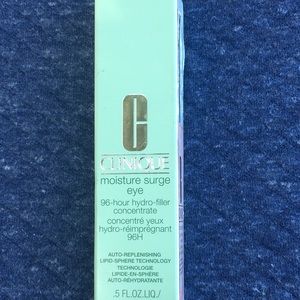 C
CLINIQUE
moisture surge
eye
96-hour hydro-filler
concentrate
concentré yeux
hydro-réimprégnant
96H
AUTO-REPLENISHING
LIPID-SPHERE TECHNOLOGY
TECHNOLOGIE
LIPIDE-EN-SPHÈRE
AUTO-RÉHYDRATANTE
.5 FL.OZ.LIQ./